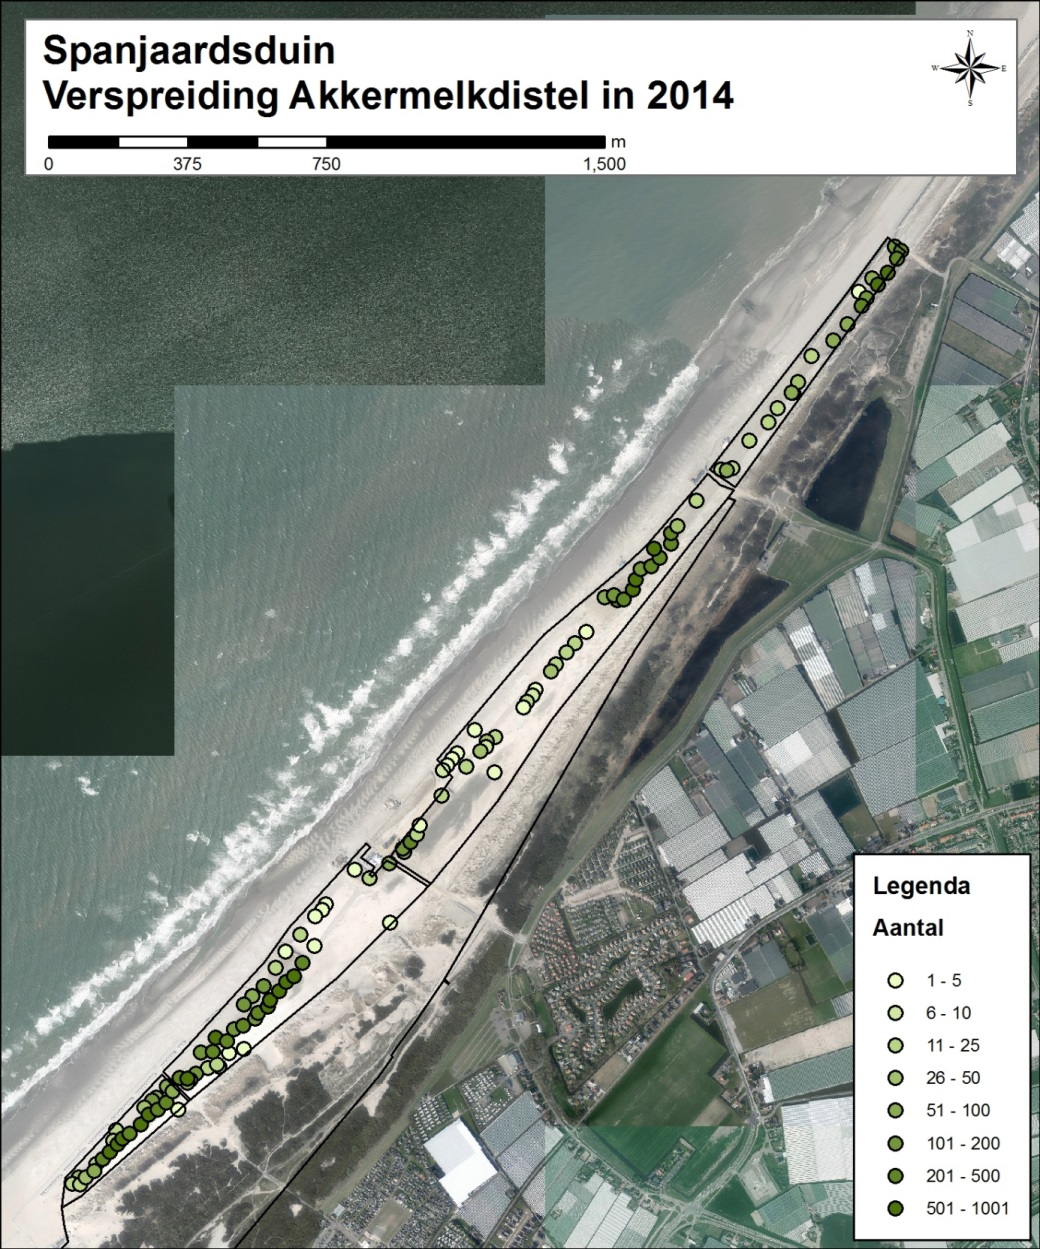 Spanjaardsduin
Verspreiding Akkermelkdistel in 2014
N
W E
S
m
0 375 750 1,500
Legenda
Aantal
1 - 5
6 - 10
11 - 25
26 - 50
51 - 100
101 - 200
201 - 500
501 - 1001